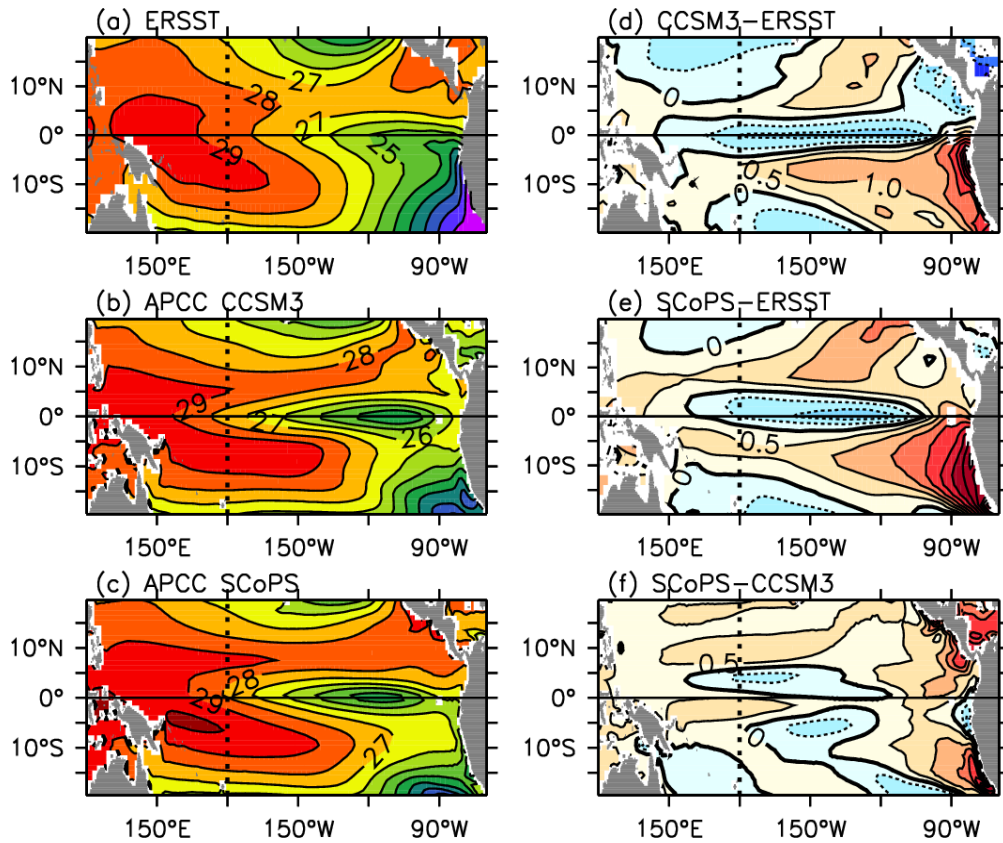 (a) ERSST
10°N
0°
10°S
28
27
27
29
25
150°E 150°W 90°W
(d) CCSM3-ERSST
0
0.5
1.0
0
150°E 150°W 90°W
(b) APCC CCSM3
10°N
0°
10°S
28
29
27
26
150°E 150°W 90°W
(e) SCoPS-ERSST
0
0.5
0
150°E 150°W 90°W
(c) APCC SCoPS
10°N
0°
10°S
28
29
27
150°E 150°W 90°W
(f) SCoPS-CCSM3
0.5
0
150°E 150°W 90°W